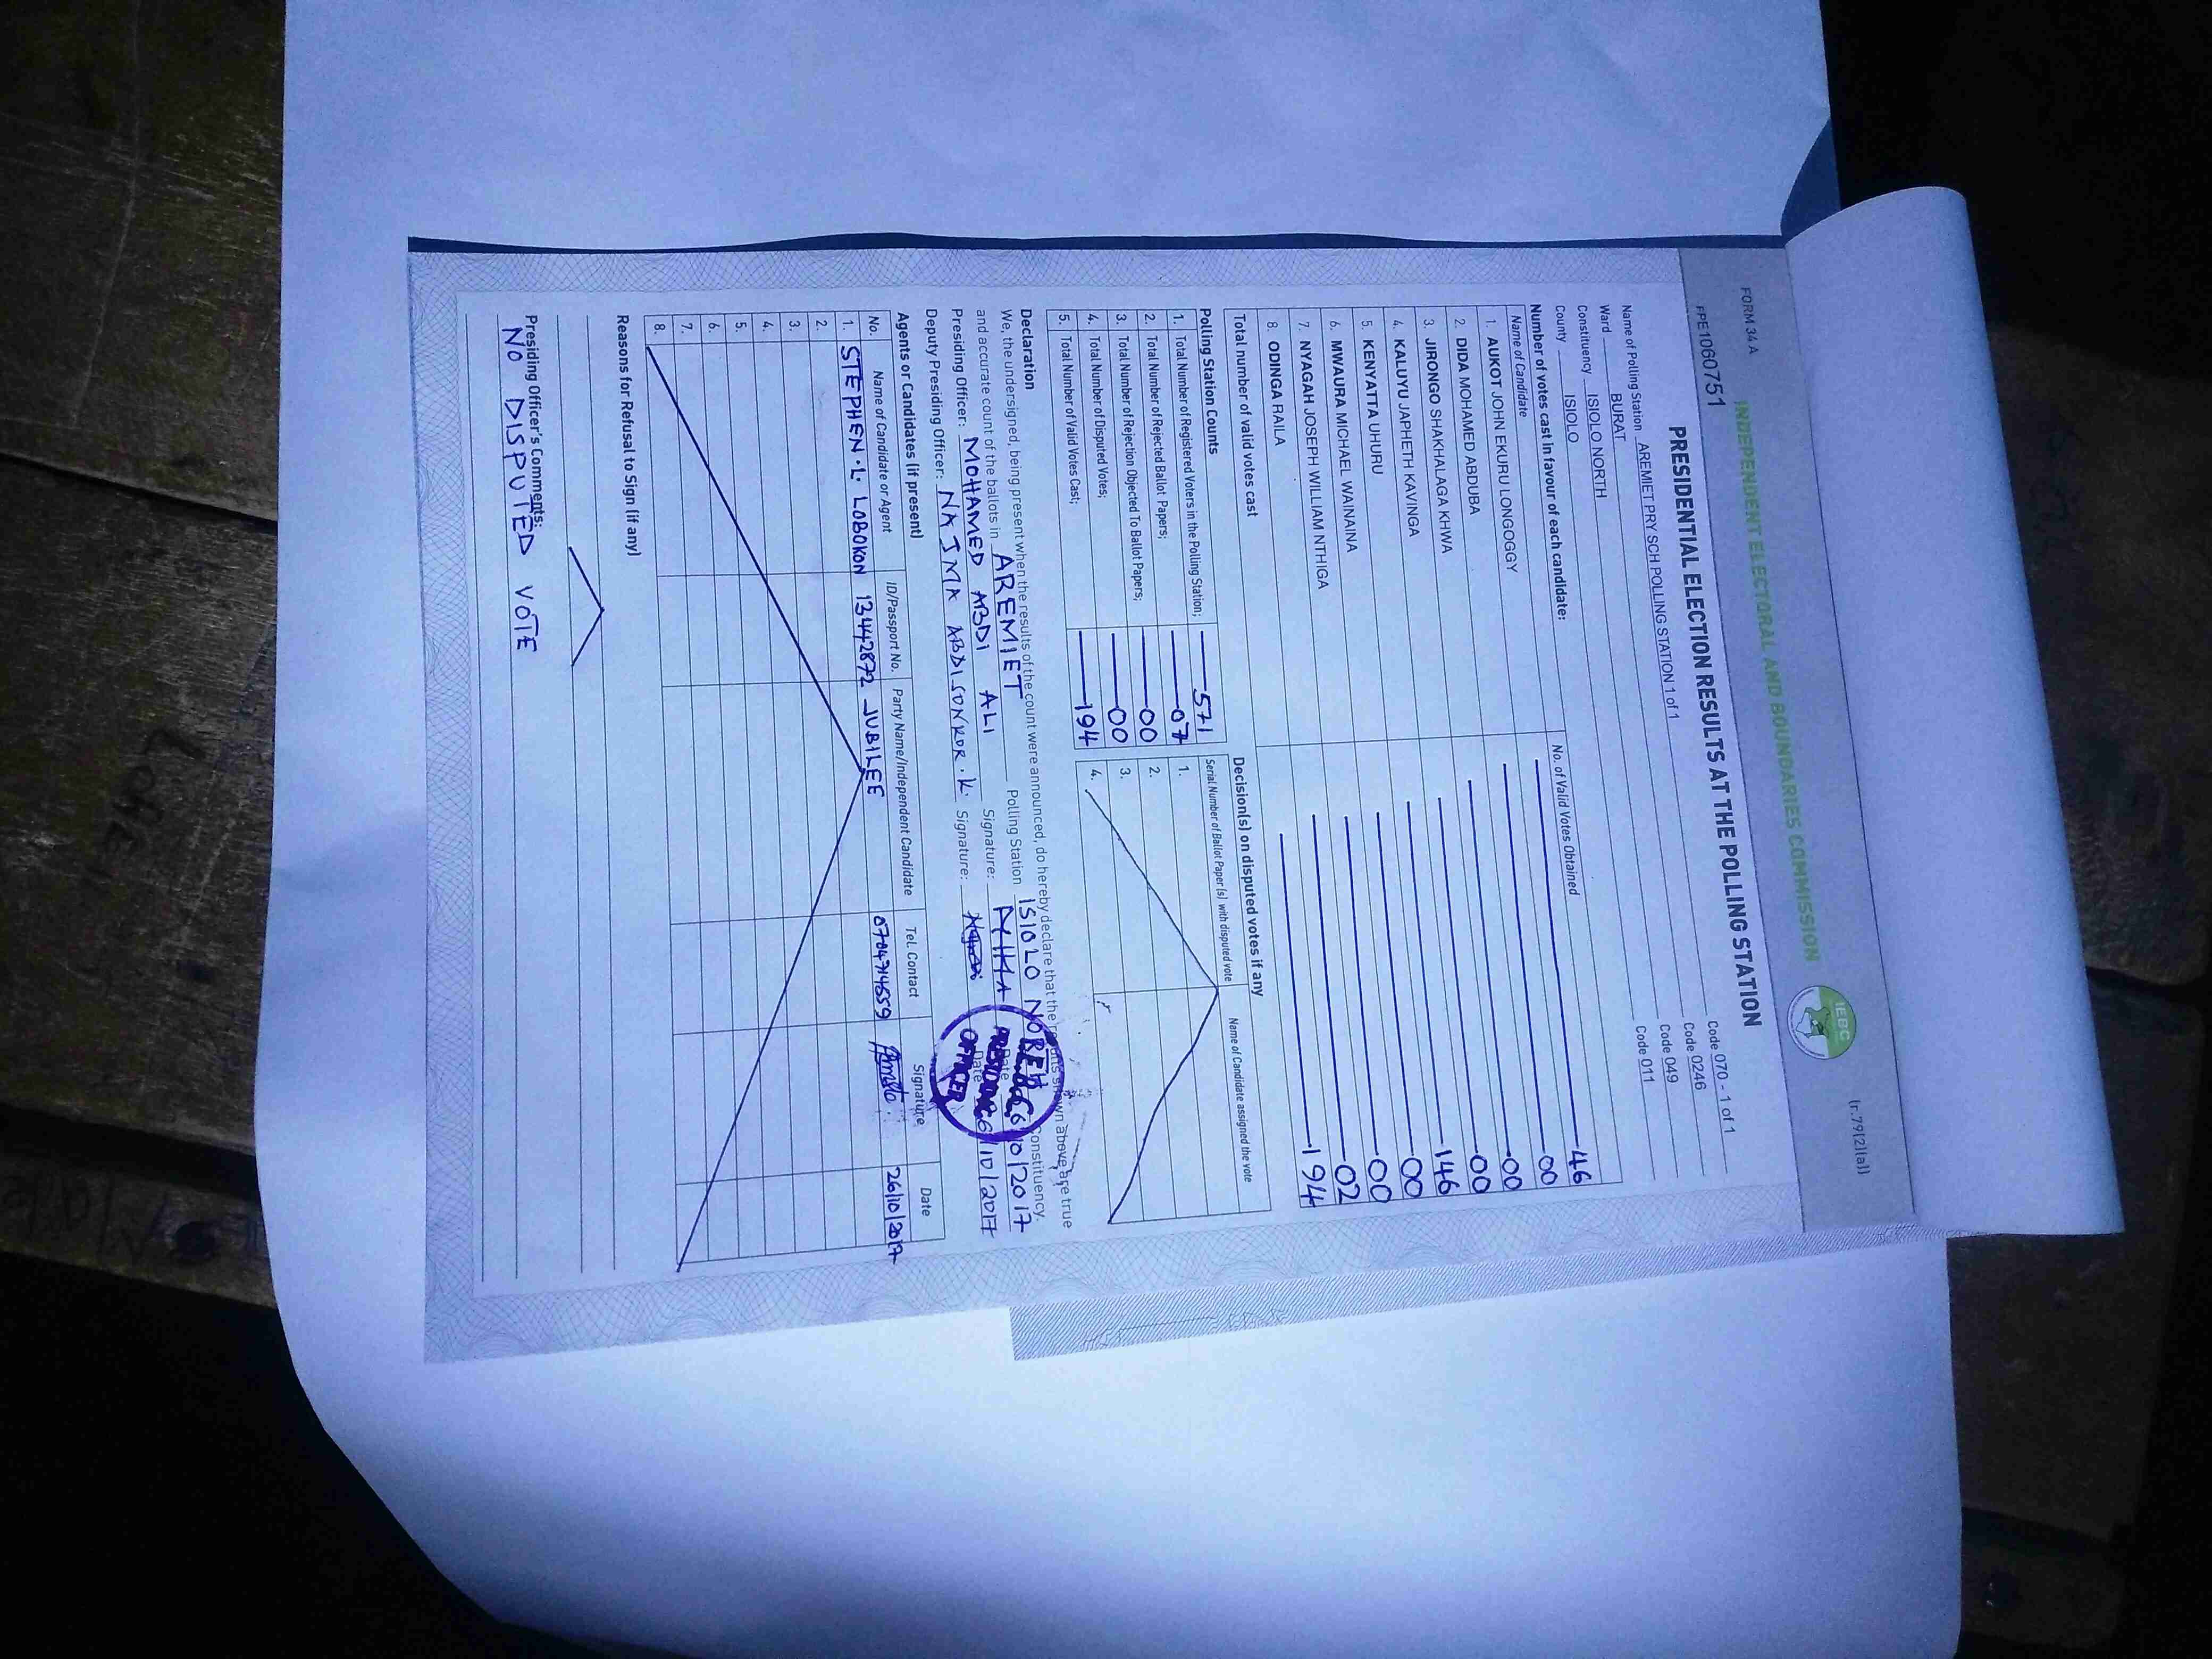 FORM 34 A
(r.79(2)(a))
INDEPENDENT ELECTORAL AND BOUNDARIES COMMISSION
IEBC
FPE1060751
PRESIDENTIAL ELECTION RESULTS AT THE POLLING STATION
Name of Polling Station AREMIET PRY SCH POLLING STATION 1 of 1 Code 070 - 1 of 1
Ward BURAT Code 0246
Constituency ISIOLO NORTH Code 049
County ISIOLO Code 011
Number of votes cast in favour of each candidate:
Name of Candidate No. of Valid Votes Obtained
1. AUKOT JOHN EKURU LONGOGGY 46
2. DIDA MOHAMED ABDUBA 00
3. JIRONGO SHAKHALAGA KHWA 00
4. KALUYU JAPHETH KAVINGA 00
5. KENYATTA UHURU 146
6. MWAURA MICHAEL WAINAINA 00
7. NYAGAH JOSEPH WILLIAM NTHIGA 00
8. ODINGA RAILA 02
Total number of valid votes cast 194
Polling Station Counts
1. Total Number of Registered Voters in the Polling Station; 571
2. Total Number of Rejected Ballot Papers; 07
3. Total Number of Rejection Objected To Ballot Papers; 00
4. Total Number of Disputed Votes; 00
5. Total Number of Valid Votes Cast; 194
Decision(s) on disputed votes if any
Serial Number of Ballot Paper (s) with disputed vote Name of Candidate assigned the vote
1.
2.
3.
4.
Declaration
We, the undersigned, being present when the results of the count were announced, do hereby declare that the results shown above are true
and accurate count of the ballots in AREMIET Polling Station ISIOLO NORTH Constituency.
Presiding Officer: MOHAMED ABDI ALI Signature: Date 26/10/2017
Deputy Presiding Officer: NAJMA ABDISONKOR .K. Signature: Date 26/10/2017
PRESIDING
OFFICER
Agents or Candidates (if present)
No. Name of Candidate or Agent ID/Passport No. Party Name/Independent Candidate Tel. Contact Signature Date
1. STEPHEN .L. LOBOKON 13442872 JUBILEE 0704714559 26/10/2017
2.
3.
4.
5.
6.
7.
8.
Reasons for Refusal to Sign (if any)
Presiding Officer's Comments:
NO DISPUTED VOTE